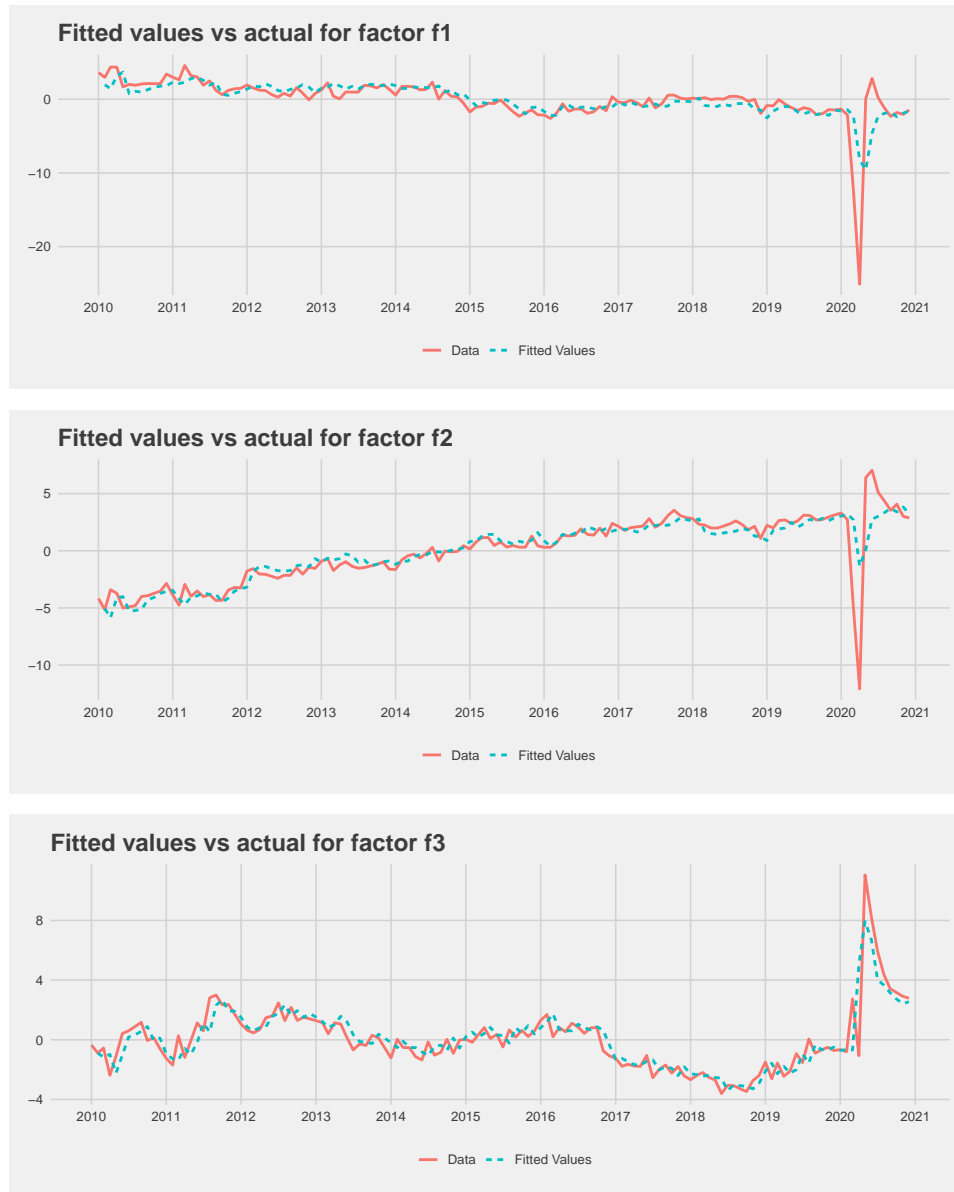 Fitted values vs actual for factor f1
0
−10
−20
2010 2011 2012 2013 2014 2015 2016 2017 2018 2019 2020 2021
Data Fitted Values
Fitted values vs actual for factor f2
5
0
−5
−10
2010 2011 2012 2013 2014 2015 2016 2017 2018 2019 2020 2021
Data Fitted Values
Fitted values vs actual for factor f3
8
4
0
−4
2010 2011 2012 2013 2014 2015 2016 2017 2018 2019 2020 2021
Data Fitted Values